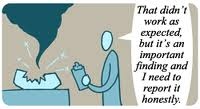 That didn't
work as
expected,
but it's an
important
finding and
I need to
report it
honestly.